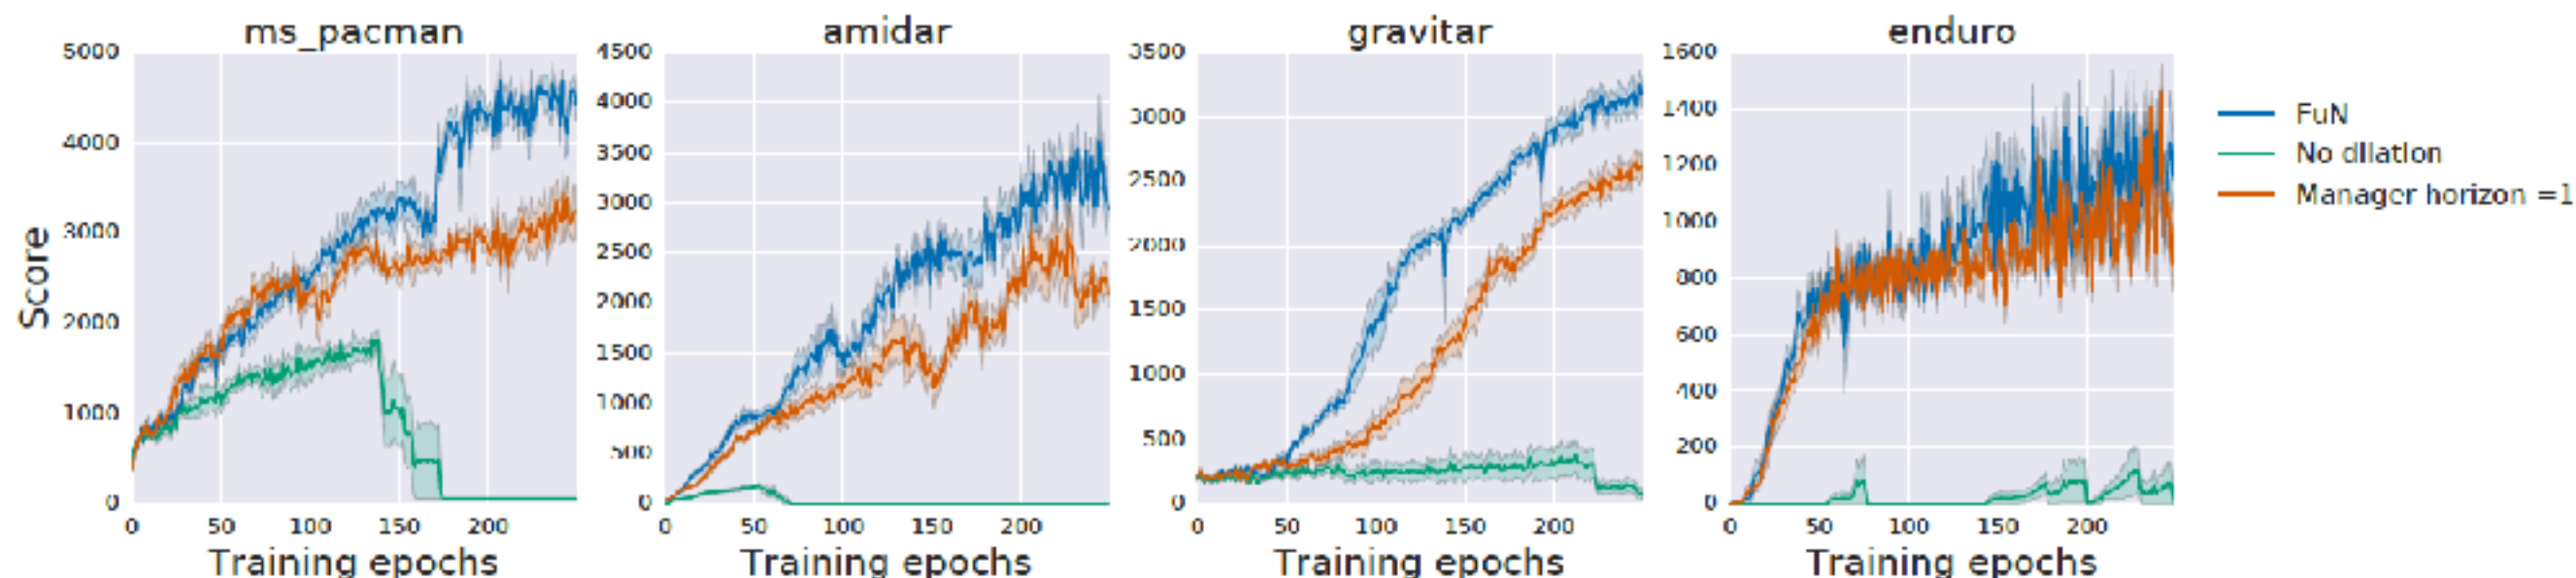 ms_pacman
amidar
gravitar
enduro
5000
4000
3000
2000
1000
0
4500
4000
3500
3000
2500
2000
1500
1000
500
0
3500
3000
2500
2000
1500
1000
500
0
1600
1400
1200
1000
800
600
400
200
0
Score
0 50 100 150 200
0 50 100 150 200
0 50 100 150 200
0 50 100 150 200
Training epochs
Training epochs
Training epochs
Training epochs
FuN
No dilation
Manager horizon =1